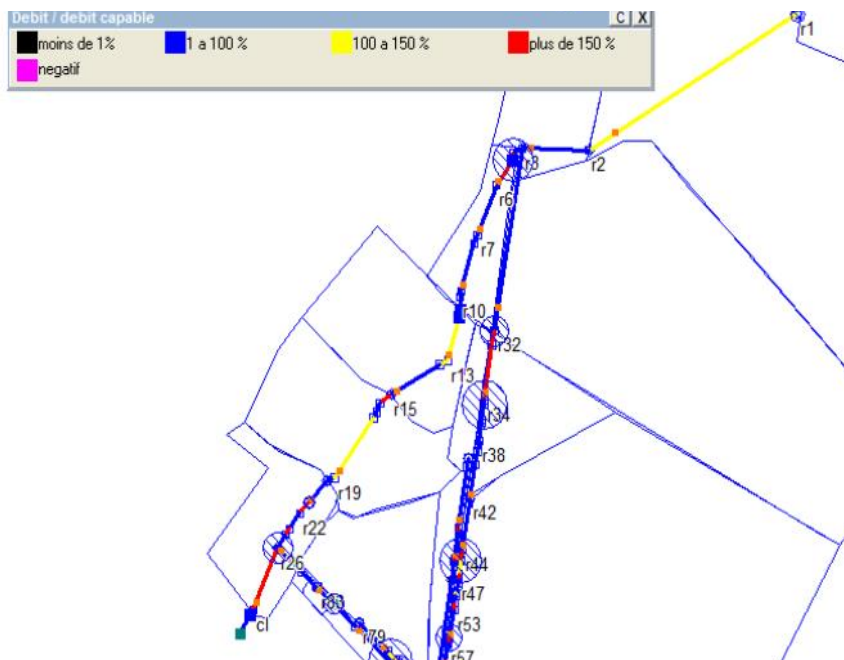 Debit / debit capable
C X
moins de 1%
1 a 100 %
100 a 150 %
plus de 150 %
negatif
r1
r3
r2
r6
r7
r10
r32
r13
r34
r15
r38
r19
r42
r22
r26
r44
r47
cl
r53
r79
r57